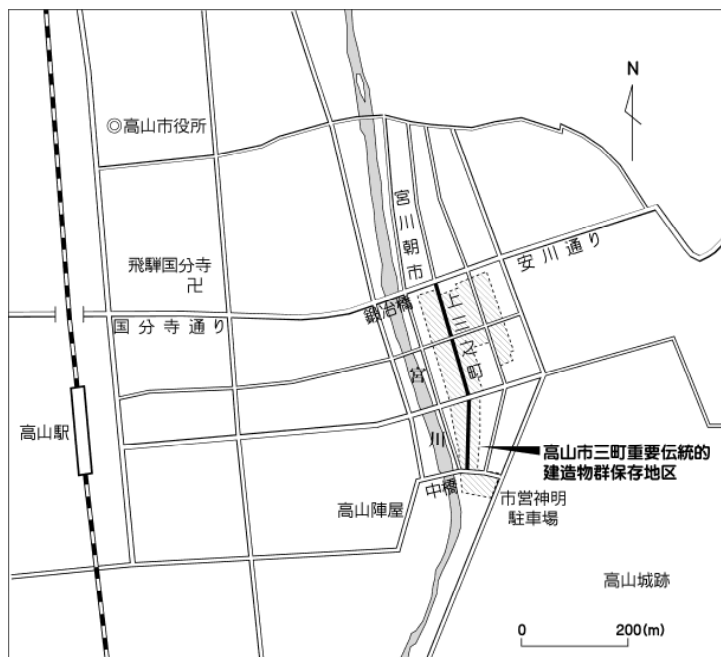 N
◎高山市役所
宮川朝市
安川通り
飛騨国分寺
卍
鍛治橋
上三之町
国分寺通り
宮川
高山駅
高山市三町重要伝統的
建造物群保存地区
中橋
高山陣屋
市営神明
駐車場
高山城跡
0 200(m)